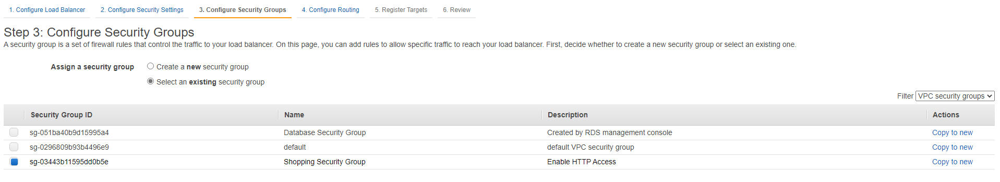 1. Configure Load Balancer 2. Configure Security Settings 3. Configure Security Groups 4. Configure Routing 5. Register Targets 6. Review
Step 3: Configure Security Groups
A security group is a set of firewall rules that control the traffic to your load balancer. On this page, you can add rules to allow specific traffic to reach your load balancer. First, decide whether to create a new security group or select an existing one.
Assign a security group Create a new security group
Select an existing security group
Filter VPC security groups
Security Group ID Name Description Actions
sg-051ba40b9d15995a4 Database Security Group Created by RDS management console Copy to new
sg-0296809b93b4496e9 default default VPC security group Copy to new
sg-03443b11595dd0b5e Shopping Security Group Enable HTTP Access Copy to new